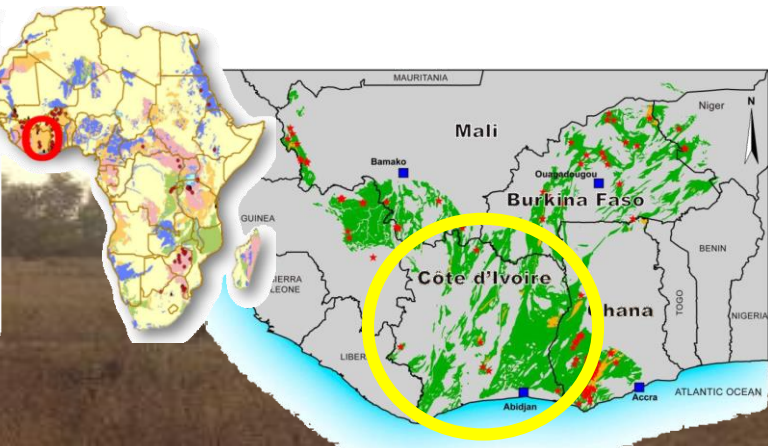 MAURITANIA
Niger
N
Mali
Bamako
Ouagadougou
Burkina Faso
GUINEA
BENIN
Côte d'Ivoire
ERRA
LEONE
Ghana
TOGO
NIGERIA
LIBER
Abidjan
Accra
ATLANTIC OCEAN